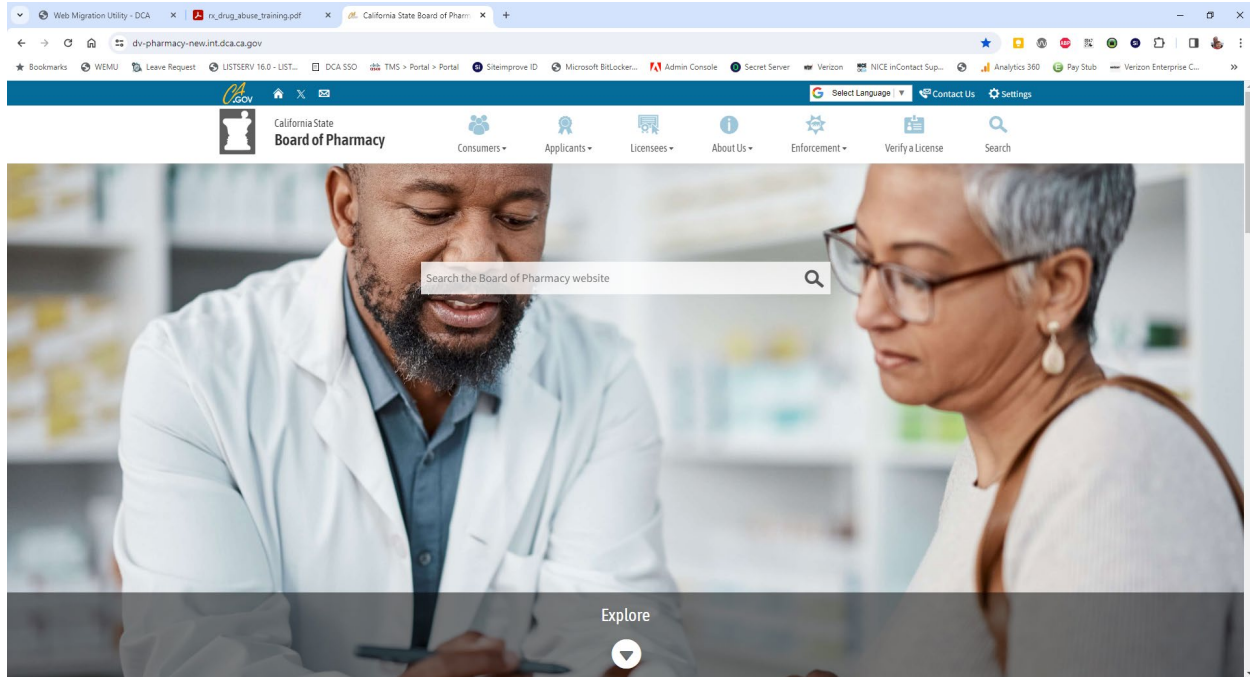 Web Migration Utility - DCA
rx_drug_abuse_training.pdf
California State Board of Pharm
dv-pharmacy-new.int.dca.ca.gov
Bookmarks WEMU Leave Request LISTSERV 16.0 - LIST... DCA SSO TMS > Portal > Portal Siteimprove ID Microsoft BitLocker... Admin Console Secret Server Verizon NICE inContact Sup... Analytics 360 Pay Stub Verizon Enterprise C... »
CA.GOV Select Language ▼ Contact Us Settings
California State
Board of Pharmacy
Consumers Applicants Licensees About Us Enforcement Verify a License Search
Search the Board of Pharmacy website
Explore